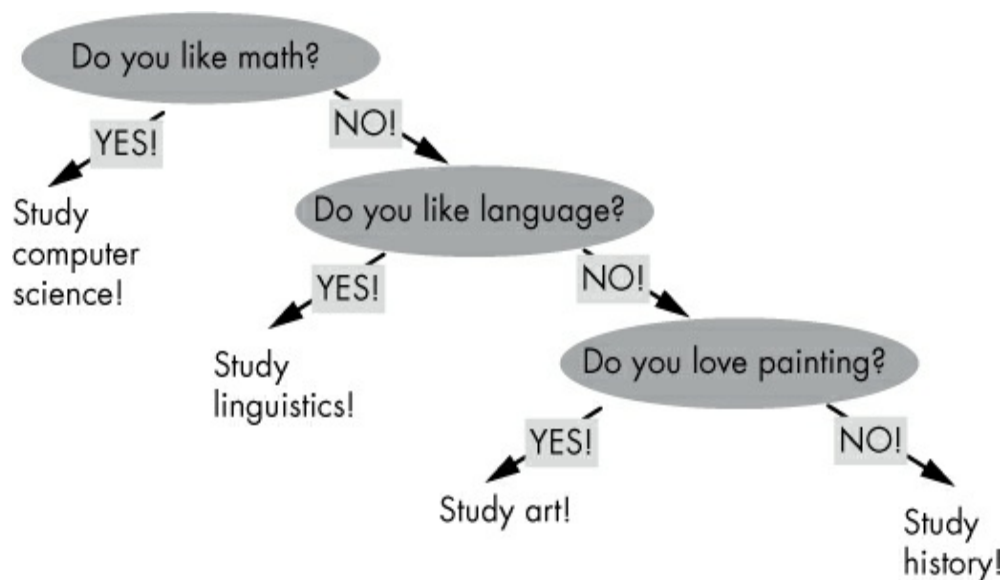 Do you like math?
NO!
YES!
Study
computer
science!
Do you like language?
YES!
NO!
Study
linguistics!
Do you love painting?
YES!
NO!
Study art!
Study
history!